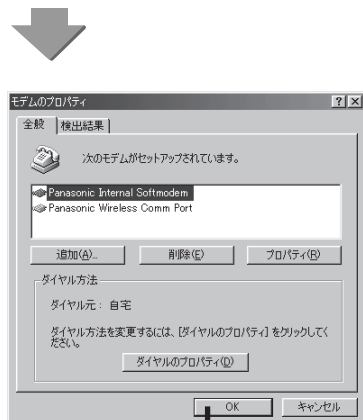 モデムのプロパティ
全般
検出結果
次のモデムがセットアップされています。
Panasonic Internal Softmodem
Panasonic Wireless Comm Port
追加(A)...
削除(E)
プロパティ(R)
ダイヤル方法
ダイヤル元： 自宅
ダイヤル方法を変更するには、[ダイヤルのプロパティ] をクリックしてく
ださい。
ダイヤルのプロパティ(D)
OK
キャンセル